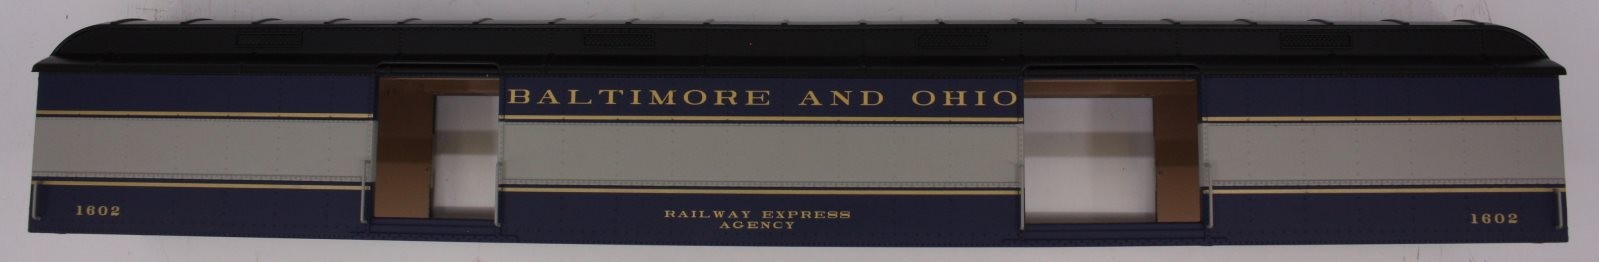 BALTIMORE AND OHIO
1602
RAILWAY EXPRESS
AGENCY
1602